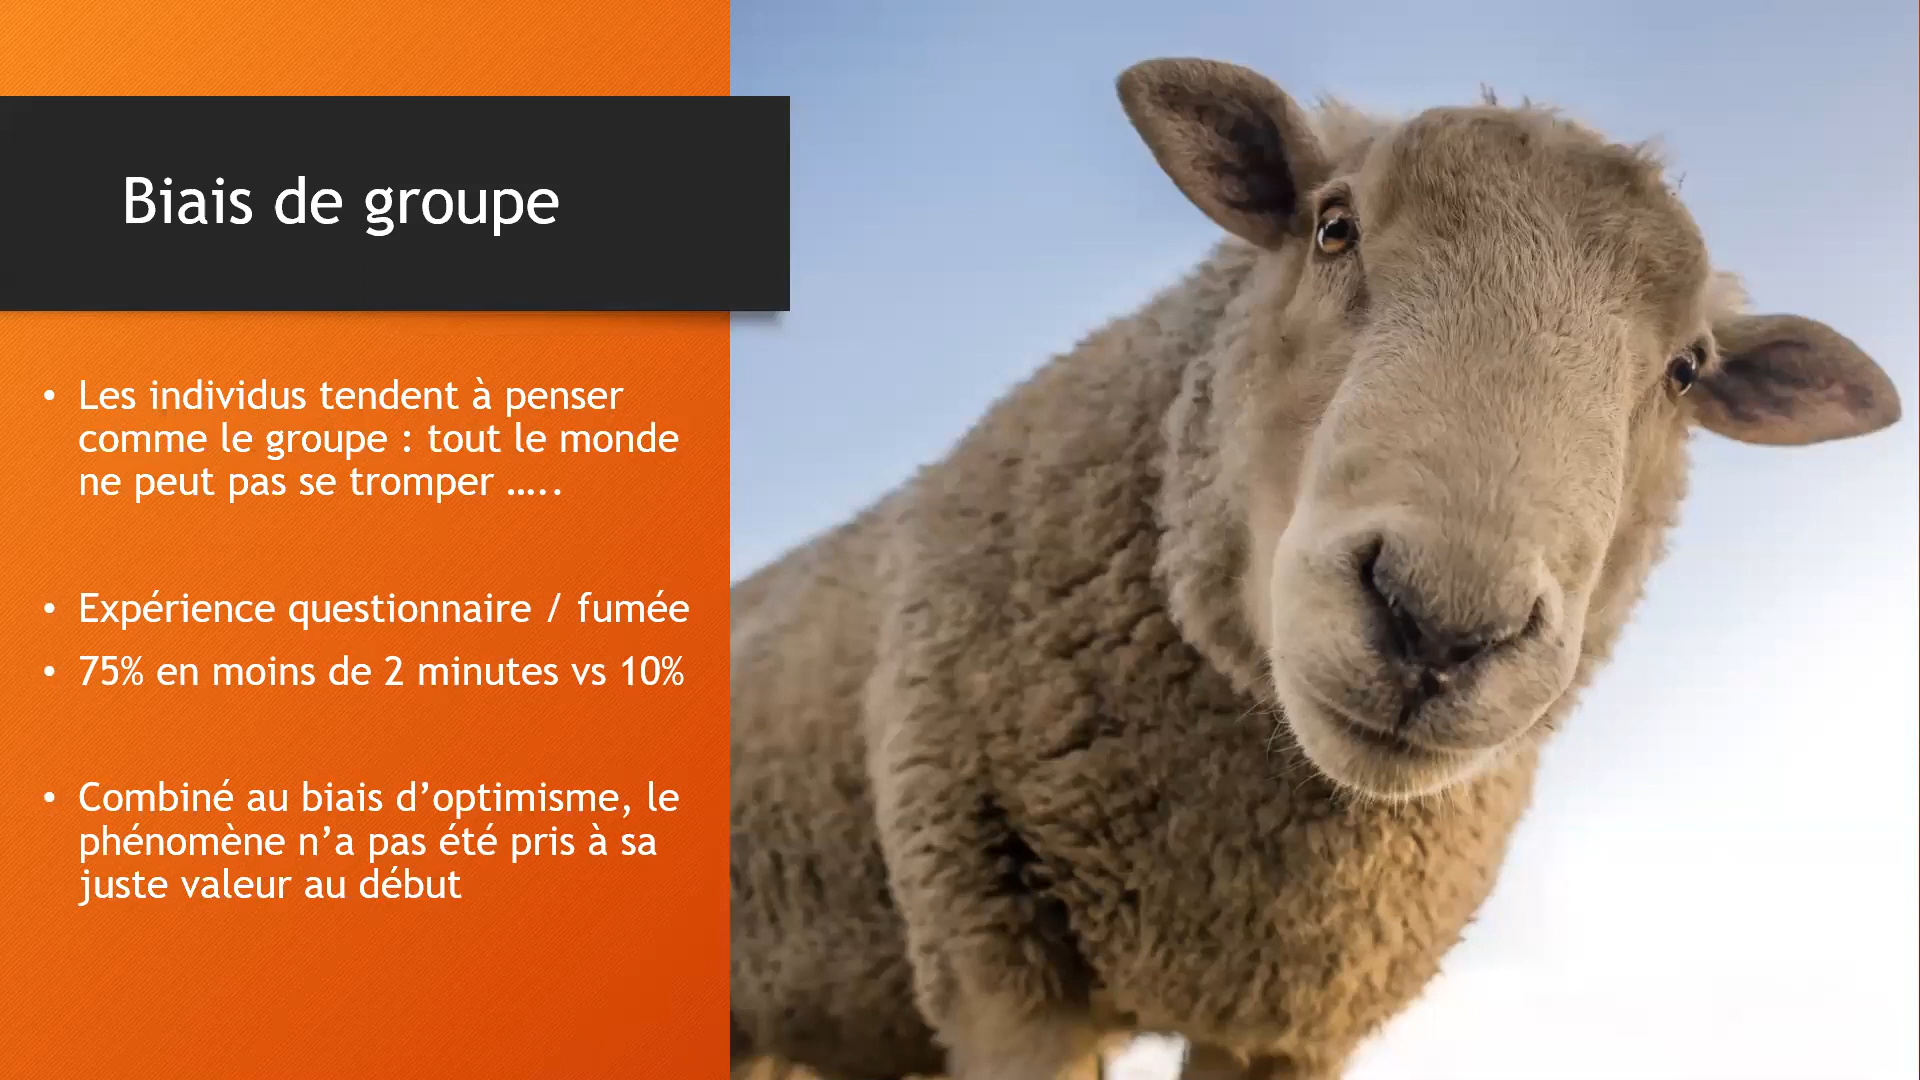 Biais de groupe
• Les individus tendent à penser
comme le groupe : tout le monde
ne peut pas se tromper …..
• Expérience questionnaire / fumée
• 75% en moins de 2 minutes vs 10%
• Combiné au biais d’optimisme, le
phénomène n’a pas été pris à sa
juste valeur au début